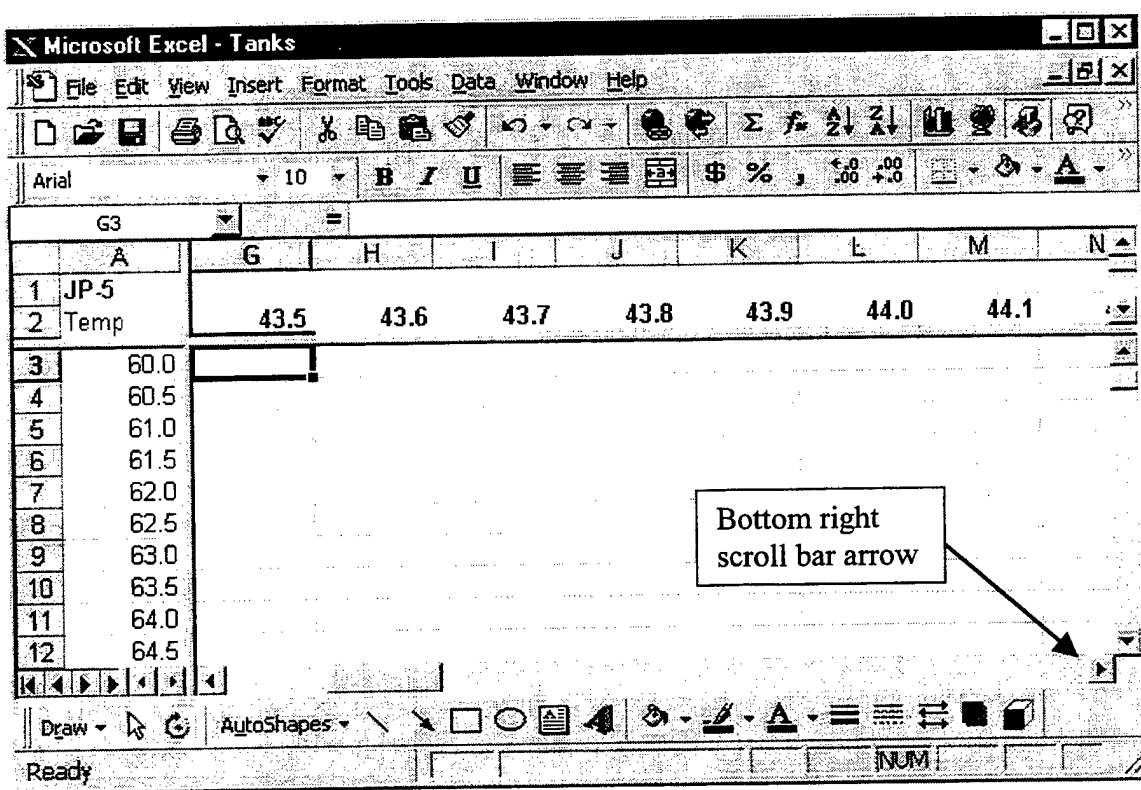 Microsoft Excel - Tanks
File Edit View Insert Format Tools Data Window Help
Arial 10 B I U $ % ,
G3 =
A G H I J K L M N
1 JP-5
2 Temp 43.5 43.6 43.7 43.8 43.9 44.0 44.1
3 60.0
4 60.5
5 61.0
6 61.5
7 62.0
8 62.5
9 63.0
10 63.5
11 64.0
12 64.5
Bottom right
scroll bar arrow
Draw AutoShapes
Ready NUM